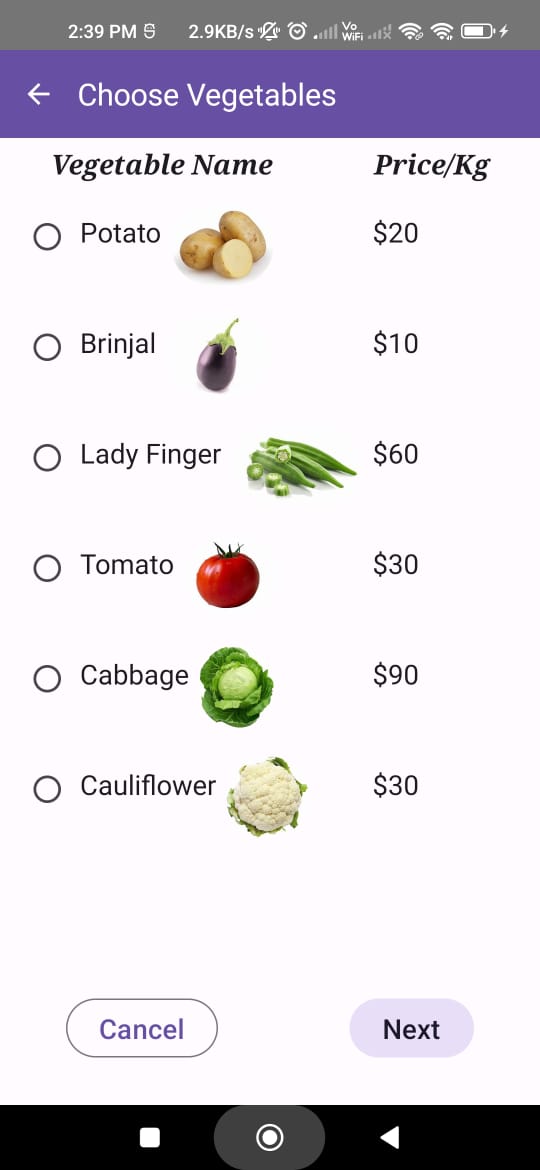 2:39 PM 2.9KB/s Vo WiFi
Choose Vegetables
Vegetable Name Price/Kg
Potato $20
Brinjal $10
Lady Finger $60
Tomato $30
Cabbage $90
Cauliflower $30
Cancel Next